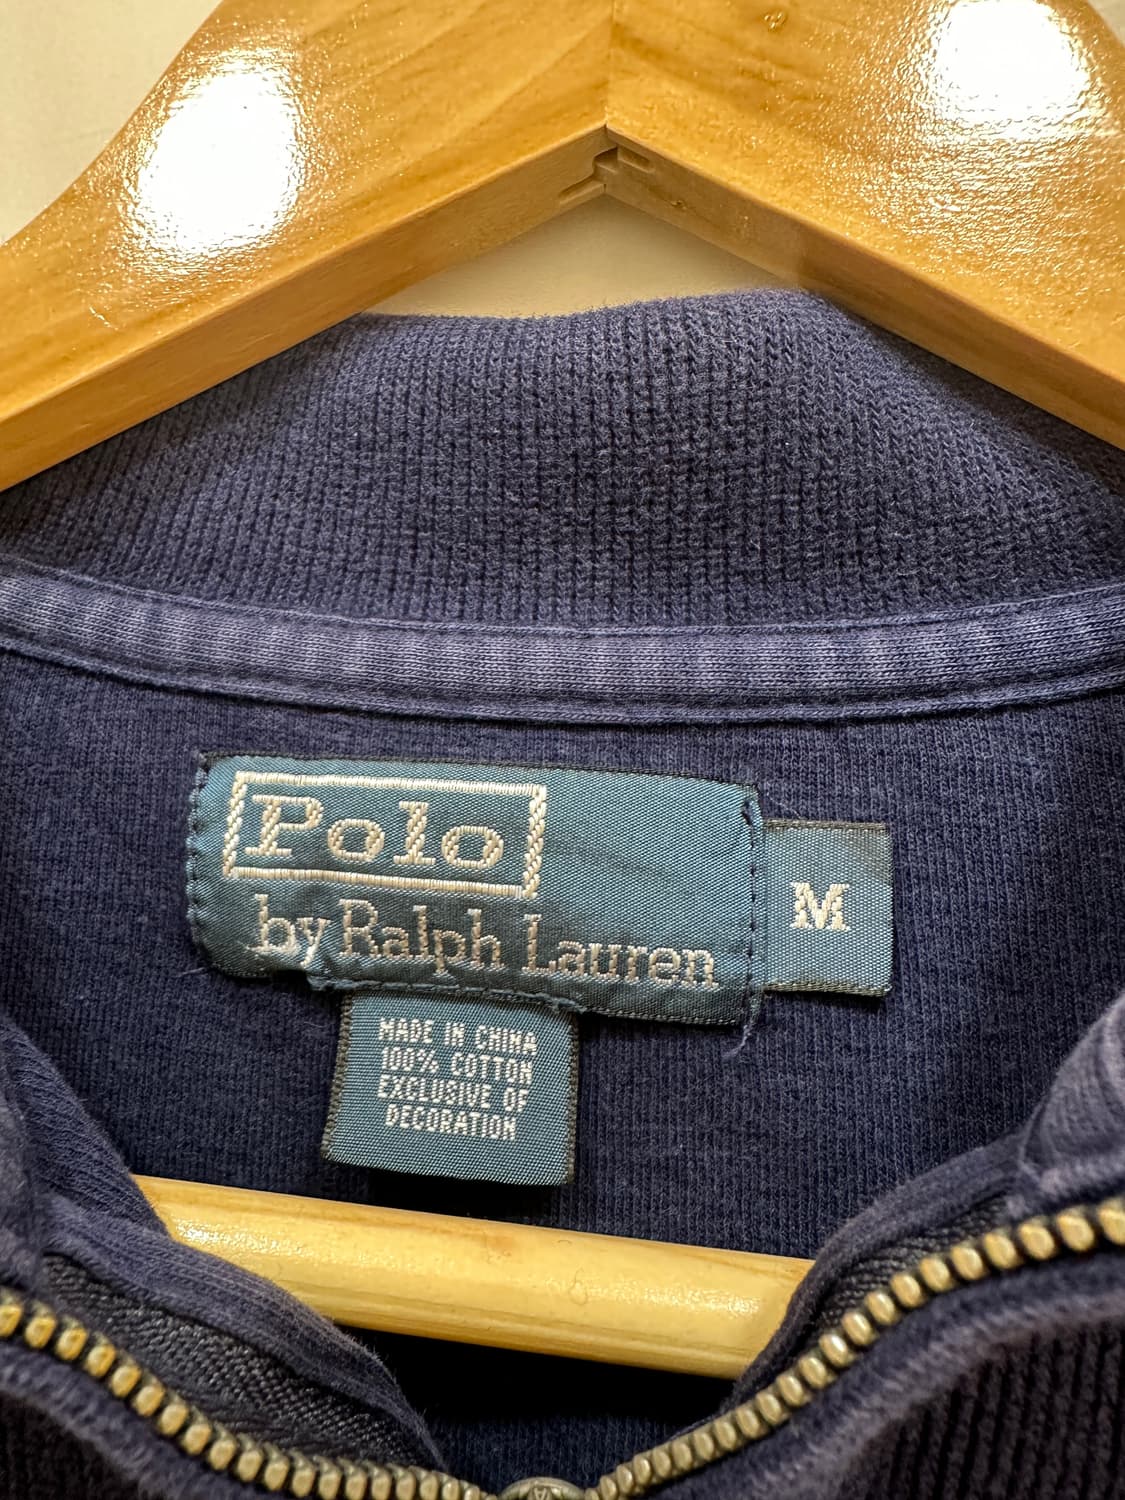 Polo
by Ralph Lauren
M
MADE IN CHINA
100% COTTON
EXCLUSIVE OF
DECORATION